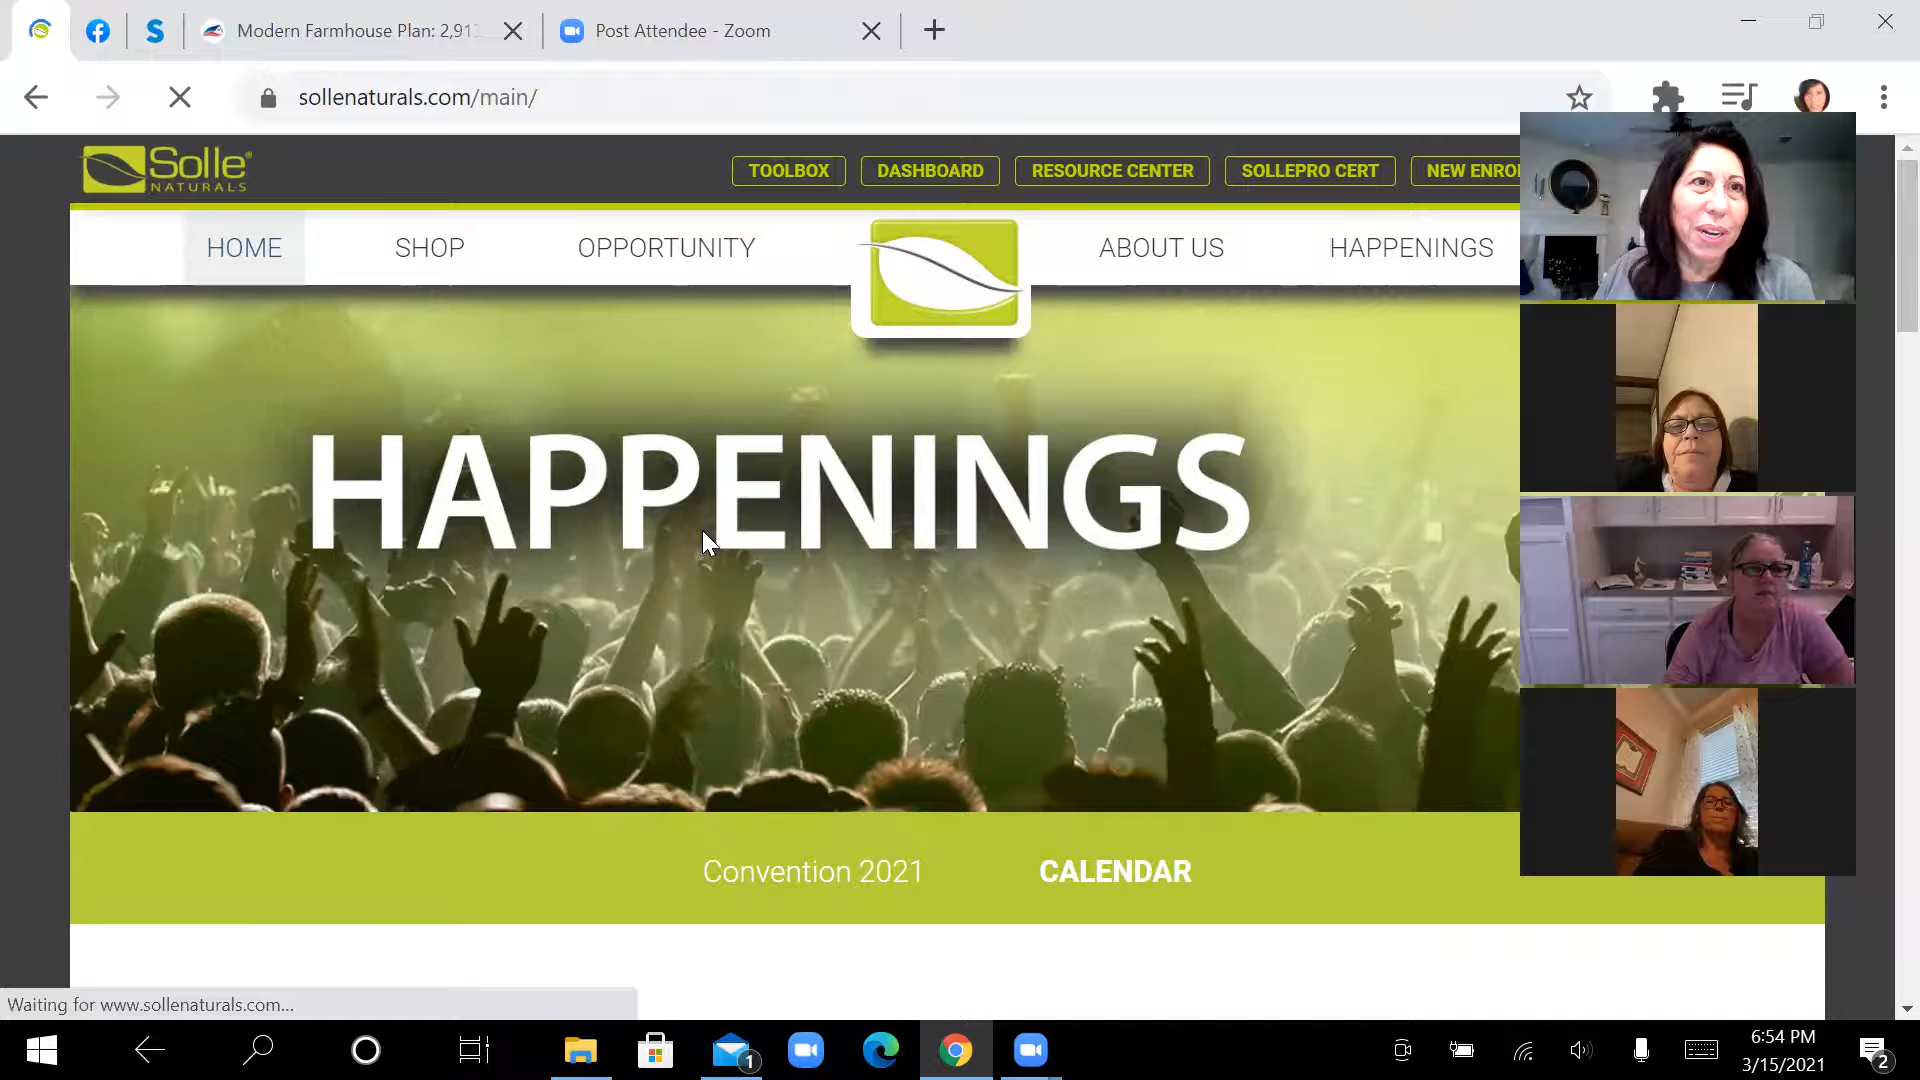 Modern Farmhouse Plan: 2,91
Post Attendee - Zoom
sollenaturals.com/main/
Solle
NATURALS
TOOLBOX
DASHBOARD
RESOURCE CENTER
SOLLEPRO CERT
NEW ENRO
HOME
SHOP
OPPORTUNITY
ABOUT US
HAPPENINGS
HAPPENINGS
Convention 2021
CALENDAR
Waiting for www.sollenaturals.com...
1
6:54 PM
3/15/2021
2